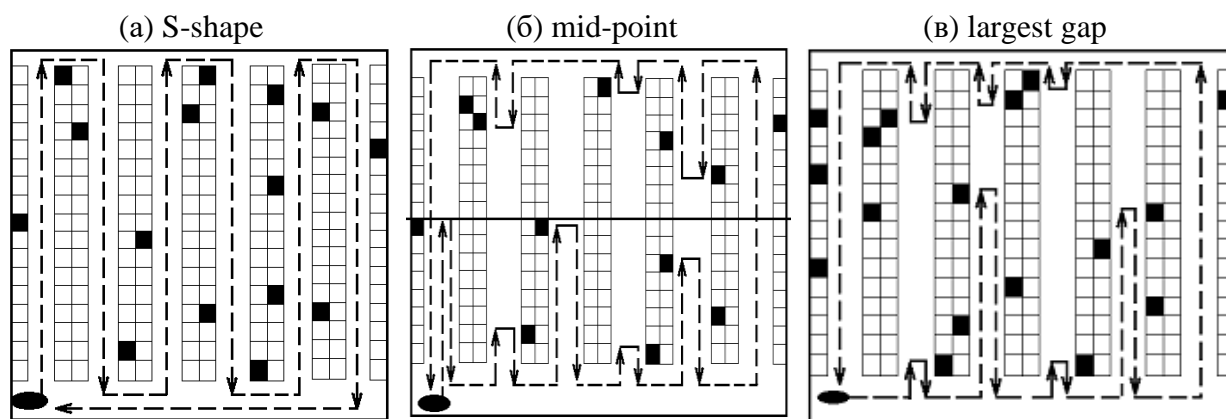 (а) S-shape
(б) mid-point
(в) largest gap